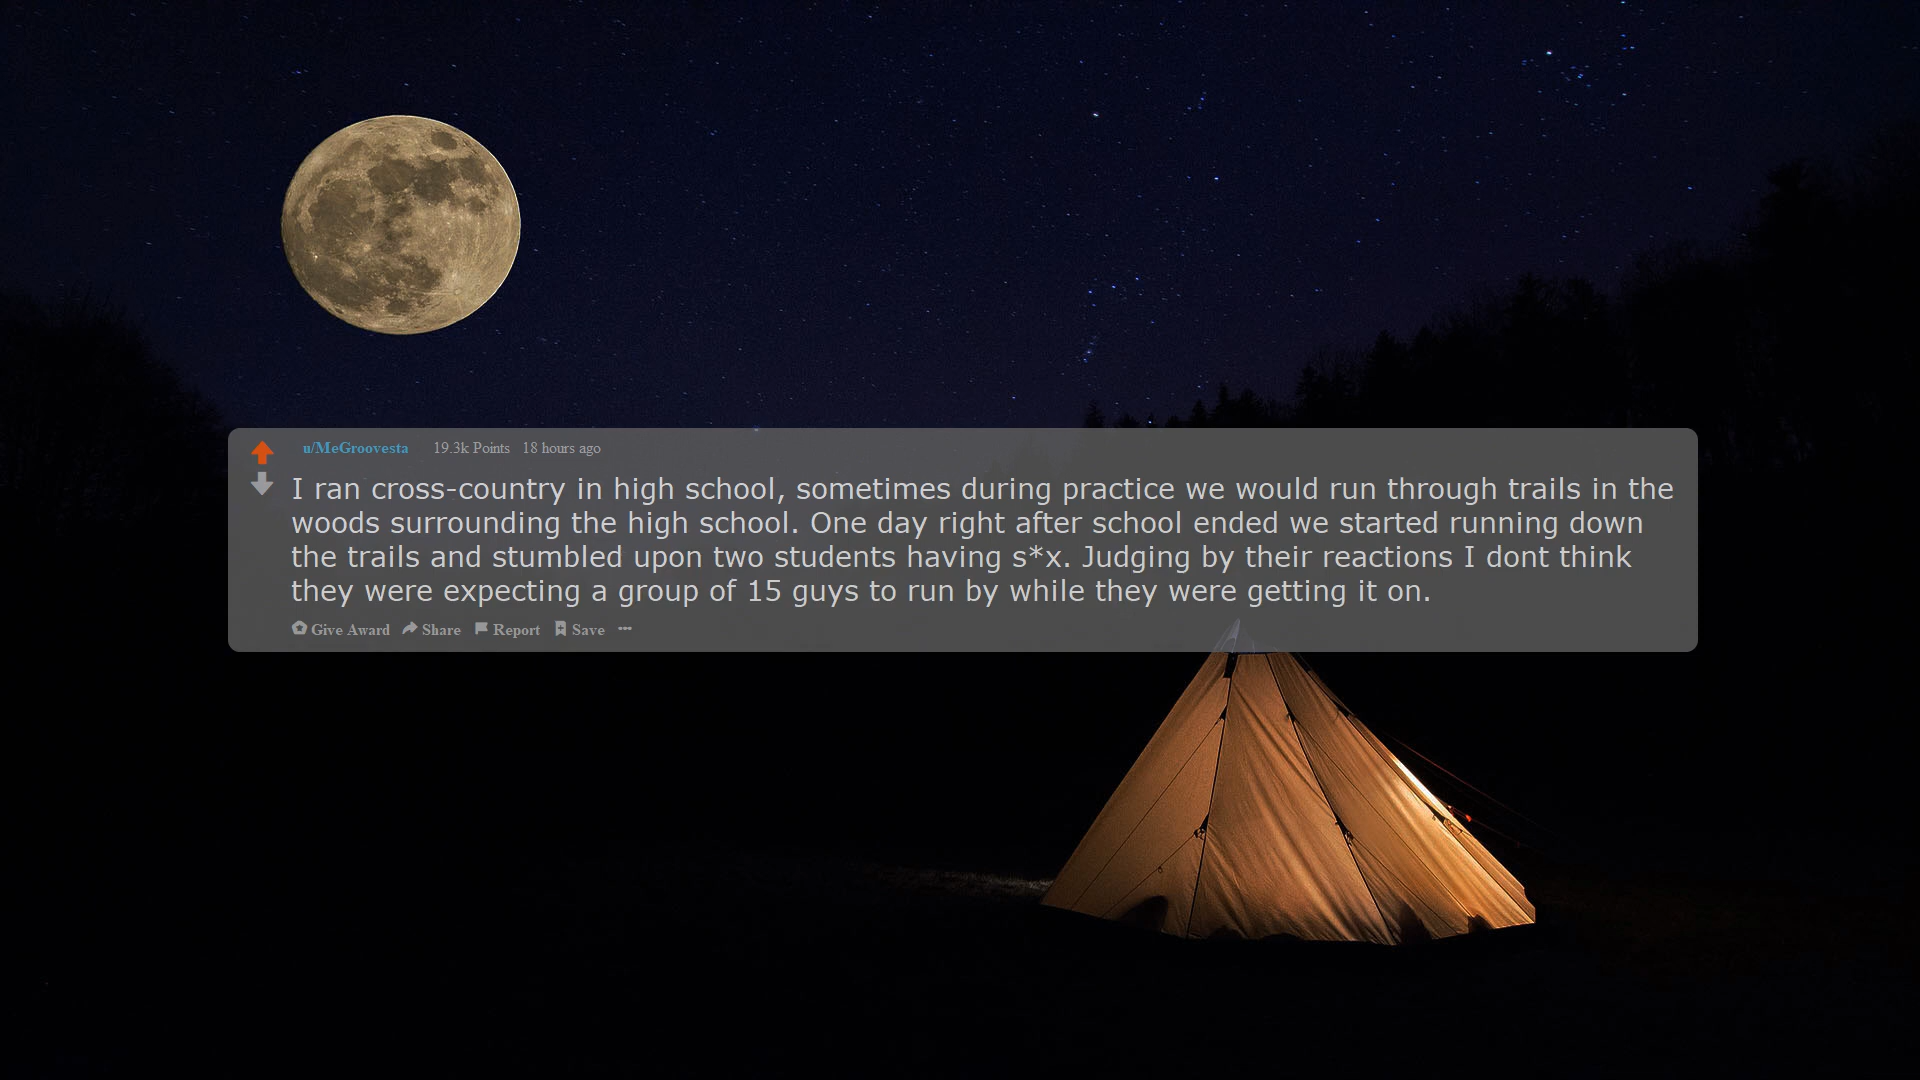 u/MeGroovesta 19.3k Points 18 hours ago
I ran cross-country in high school, sometimes during practice we would run through trails in the
woods surrounding the high school. One day right after school ended we started running down
the trails and stumbled upon two students having s*x. Judging by their reactions I dont think
they were expecting a group of 15 guys to run by while they were getting it on.
Give Award Share Report Save ···